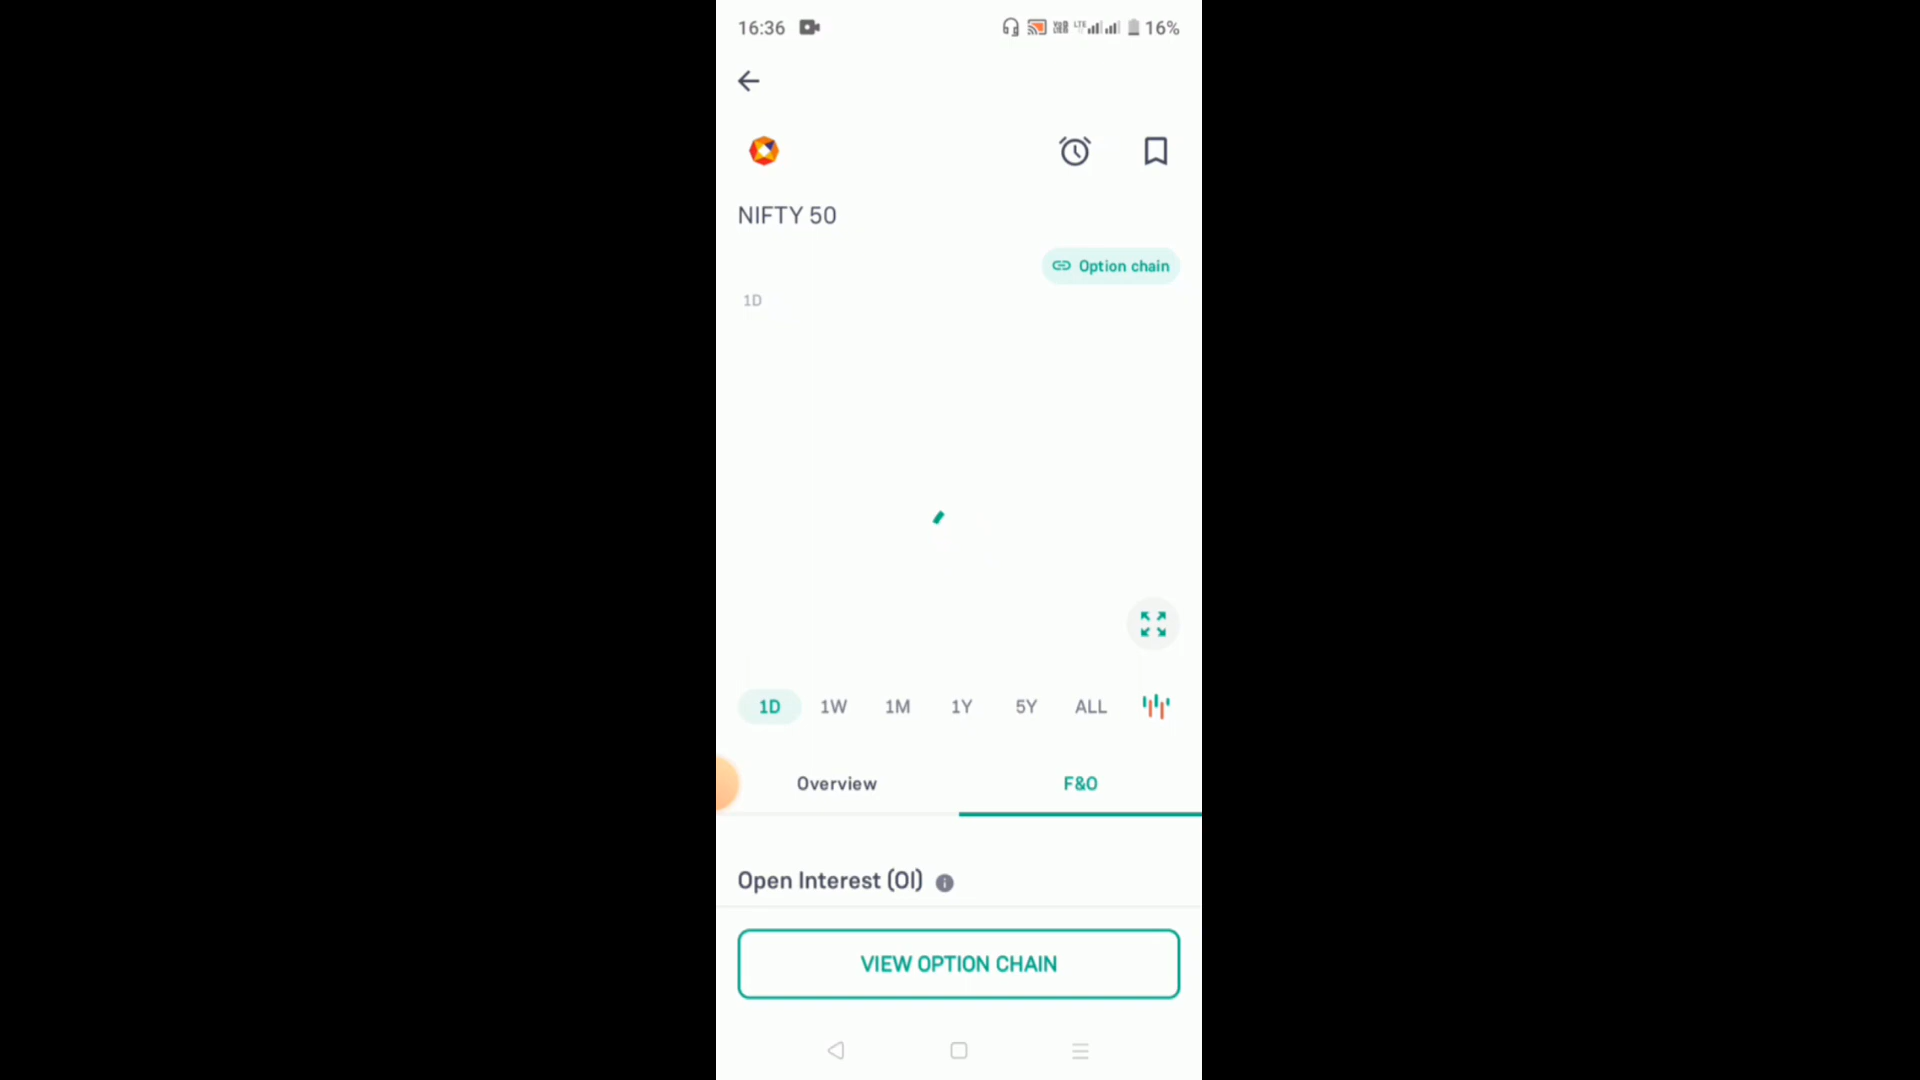 16:36 16%
NIFTY 50
Option chain
1D
1D 1W 1M 1Y 5Y ALL
Overview F&O
Open Interest (OI)
VIEW OPTION CHAIN